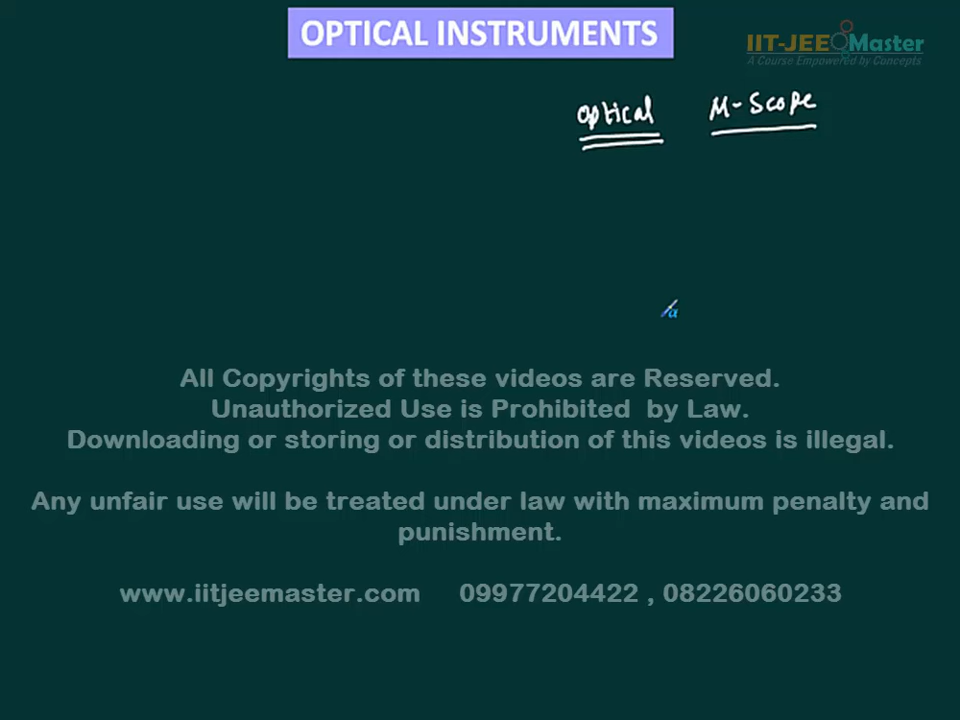 OPTICAL INSTRUMENTS
IIT-JEE Master
A Course Empowered by Concepts
Optical M-Scope
All Copyrights of these videos are Reserved.
Unauthorized Use is Prohibited by Law.
Downloading or storing or distribution of this videos is illegal.
Any unfair use will be treated under law with maximum penalty and
punishment.
www.iitjeemaster.com 09977204422 , 08226060233